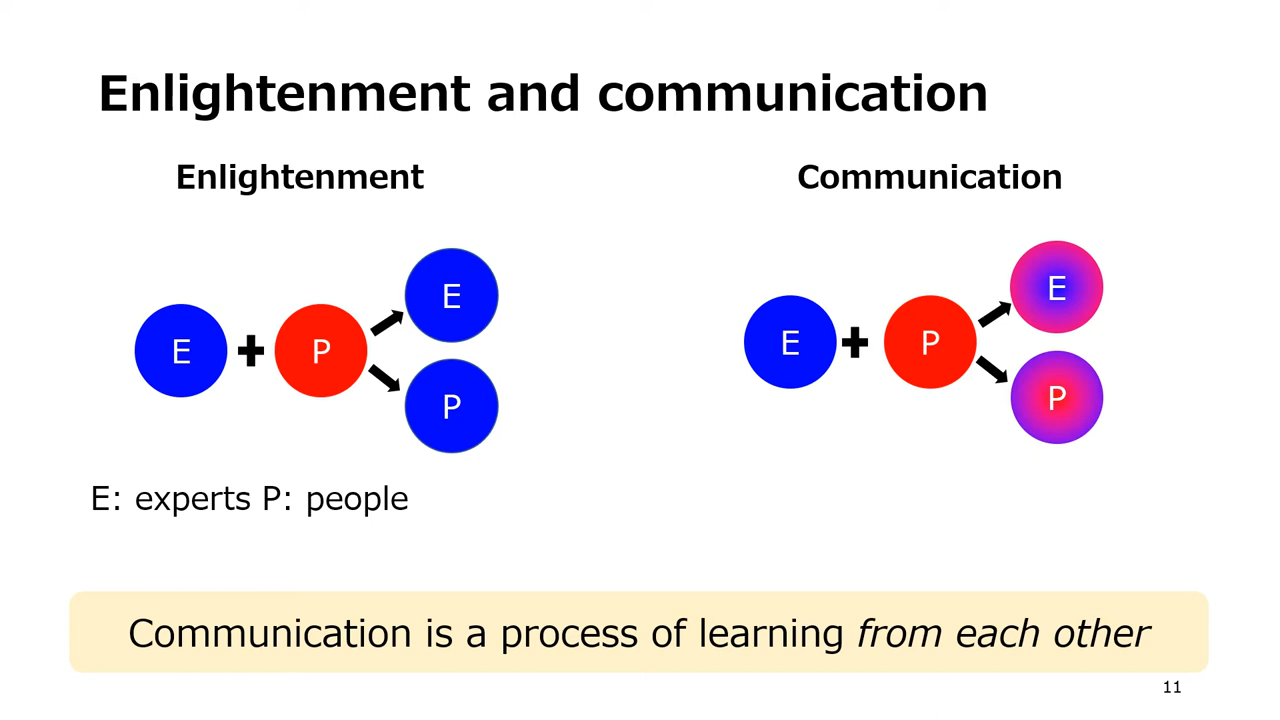 Enlightenment and communication
Enlightenment
E
P
E
P
Communication
E
P
E
P
E: experts P: people
Communication is a process of learning from each other
11